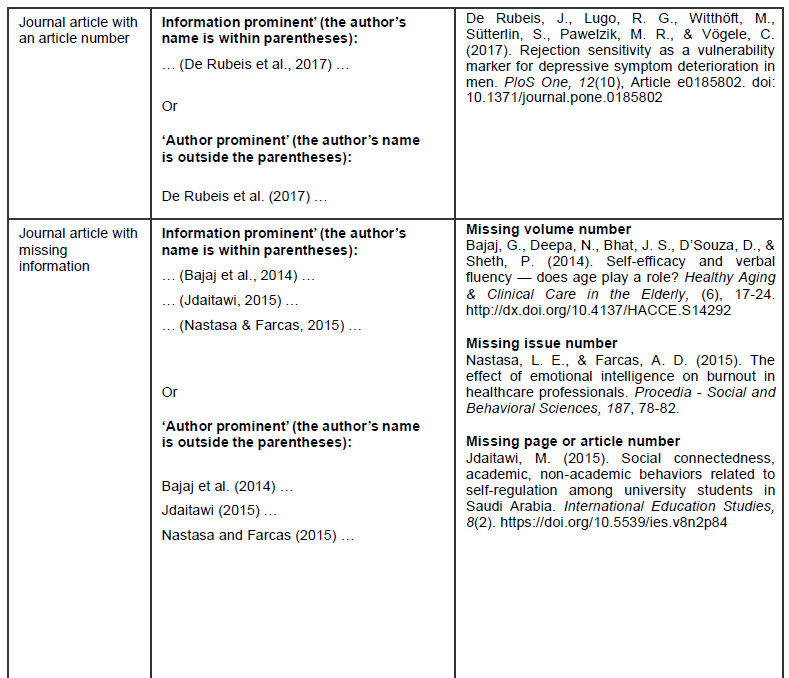 Journal article with
an article number
Information prominent’ (the author’s
name is within parentheses):
… (De Rubeis et al., 2017) …
Or
‘Author prominent’ (the author’s name
is outside the parentheses):
De Rubeis et al. (2017) …
De Rubeis, J., Lugo, R. G., Witthöft, M.,
Sütterlin, S., Pawelzik, M. R., & Vögele, C.
(2017). Rejection sensitivity as a vulnerability
marker for depressive symptom deterioration in
men. PloS One, 12(10), Article e0185802. doi:
10.1371/journal.pone.0185802
Journal article with
missing
information
Information prominent’ (the author’s
name is within parentheses):
… (Bajaj et al., 2014) …
… (Jdaitawi, 2015) …
… (Nastasa & Farcas, 2015) …
Or
‘Author prominent’ (the author’s name
is outside the parentheses):
Bajaj et al. (2014) …
Jdaitawi (2015) …
Nastasa and Farcas (2015) …
Missing volume number
Bajaj, G., Deepa, N., Bhat, J. S., D’Souza, D., &
Sheth, P. (2014). Self-efficacy and verbal
fluency — does age play a role? Healthy Aging
& Clinical Care in the Elderly, (6), 17-24.
http://dx.doi.org/10.4137/HACCE.S14292
Missing issue number
Nastasa, L. E., & Farcas, A. D. (2015). The
effect of emotional intelligence on burnout in
healthcare professionals. Procedia - Social and
Behavioral Sciences, 187, 78-82.
Missing page or article number
Jdaitawi, M. (2015). Social connectedness,
academic, non-academic behaviors related to
self-regulation among university students in
Saudi Arabia. International Education Studies,
8(2). https://doi.org/10.5539/ies.v8n2p84